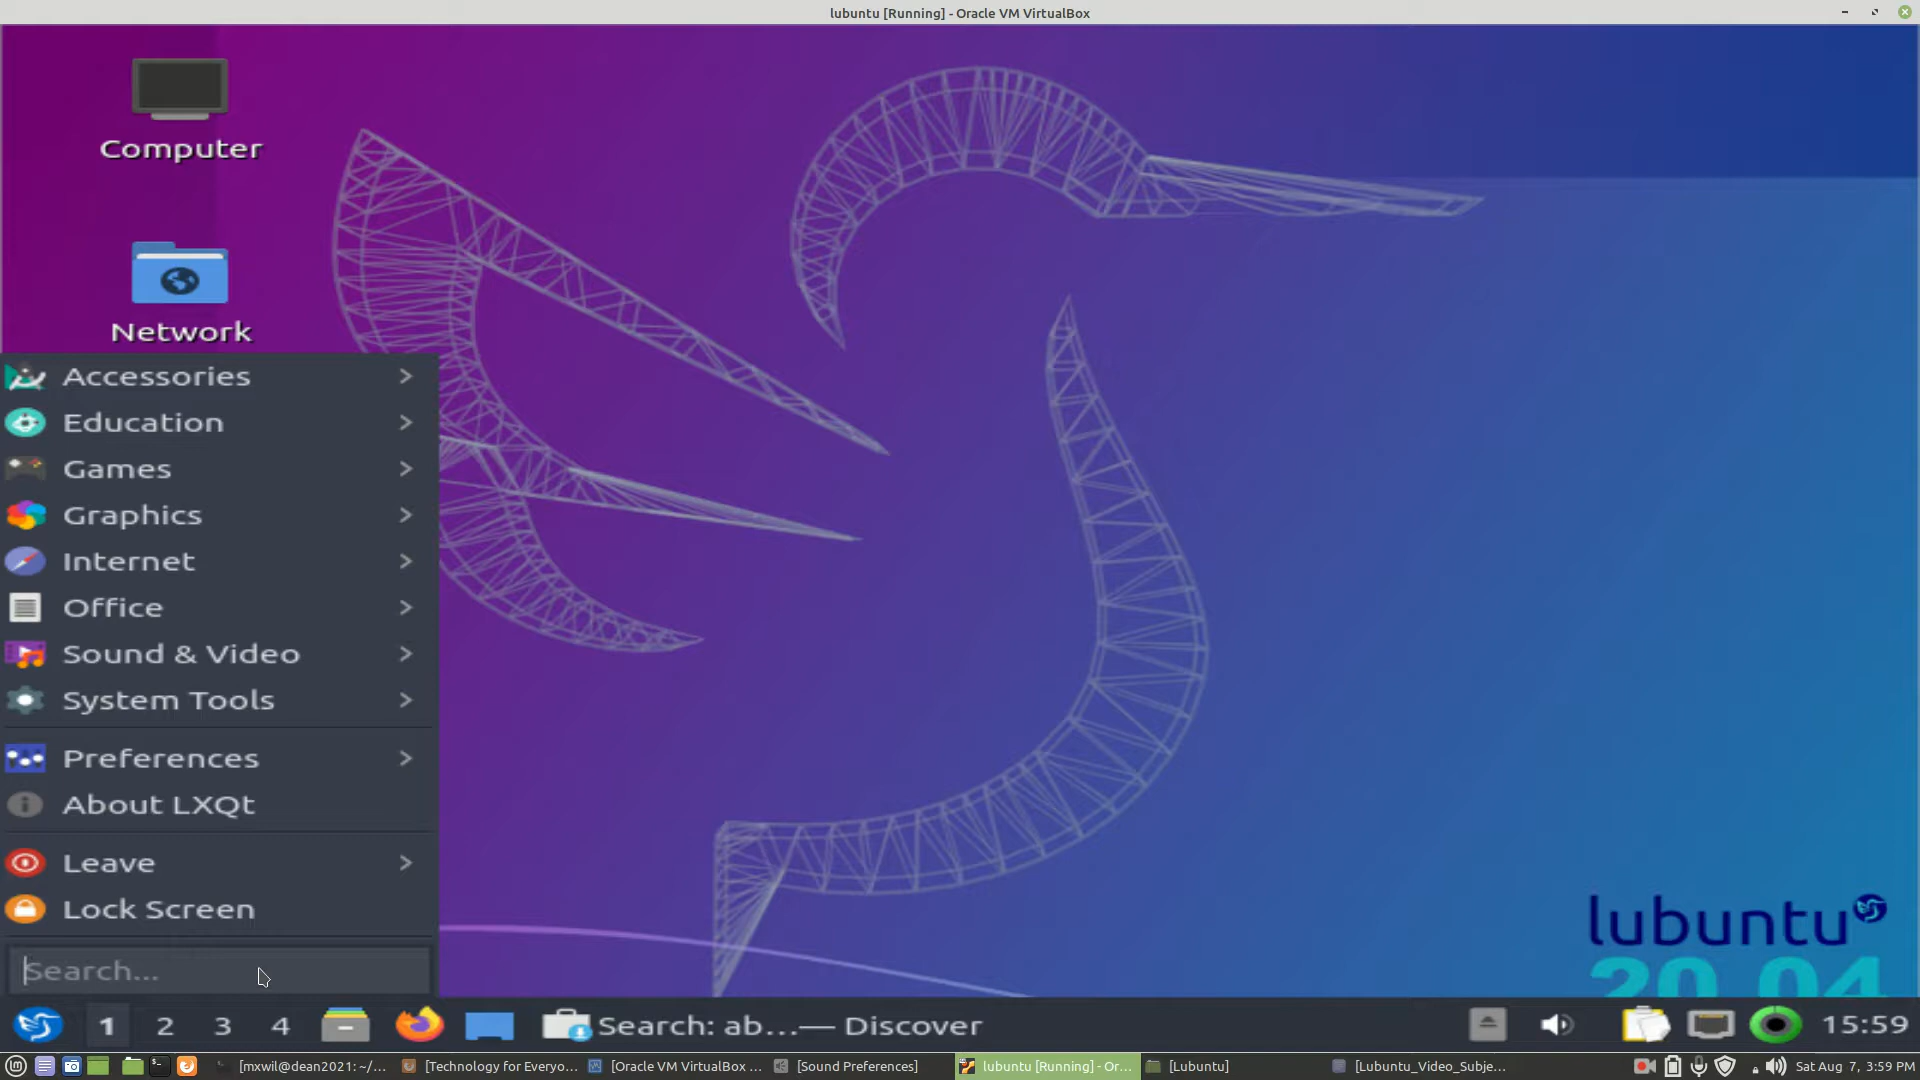 lubuntu [Running] - Oracle VM VirtualBox
Computer
Network
Accessories
Education
Games
Graphics
Internet
Office
Sound & Video
System Tools
Preferences
About LXQt
Leave
Lock Screen
Search...
lubuntu
20.04
1 2 3 4 Search: ab...— Discover 15:59
[mxwil@dean2021: ~/... [Technology for Everyo... [Oracle VM VirtualBox ... [Sound Preferences] lubuntu [Running] - Or... [Lubuntu] [Lubuntu_Video_Subje... Sat Aug 7, 3:59 PM